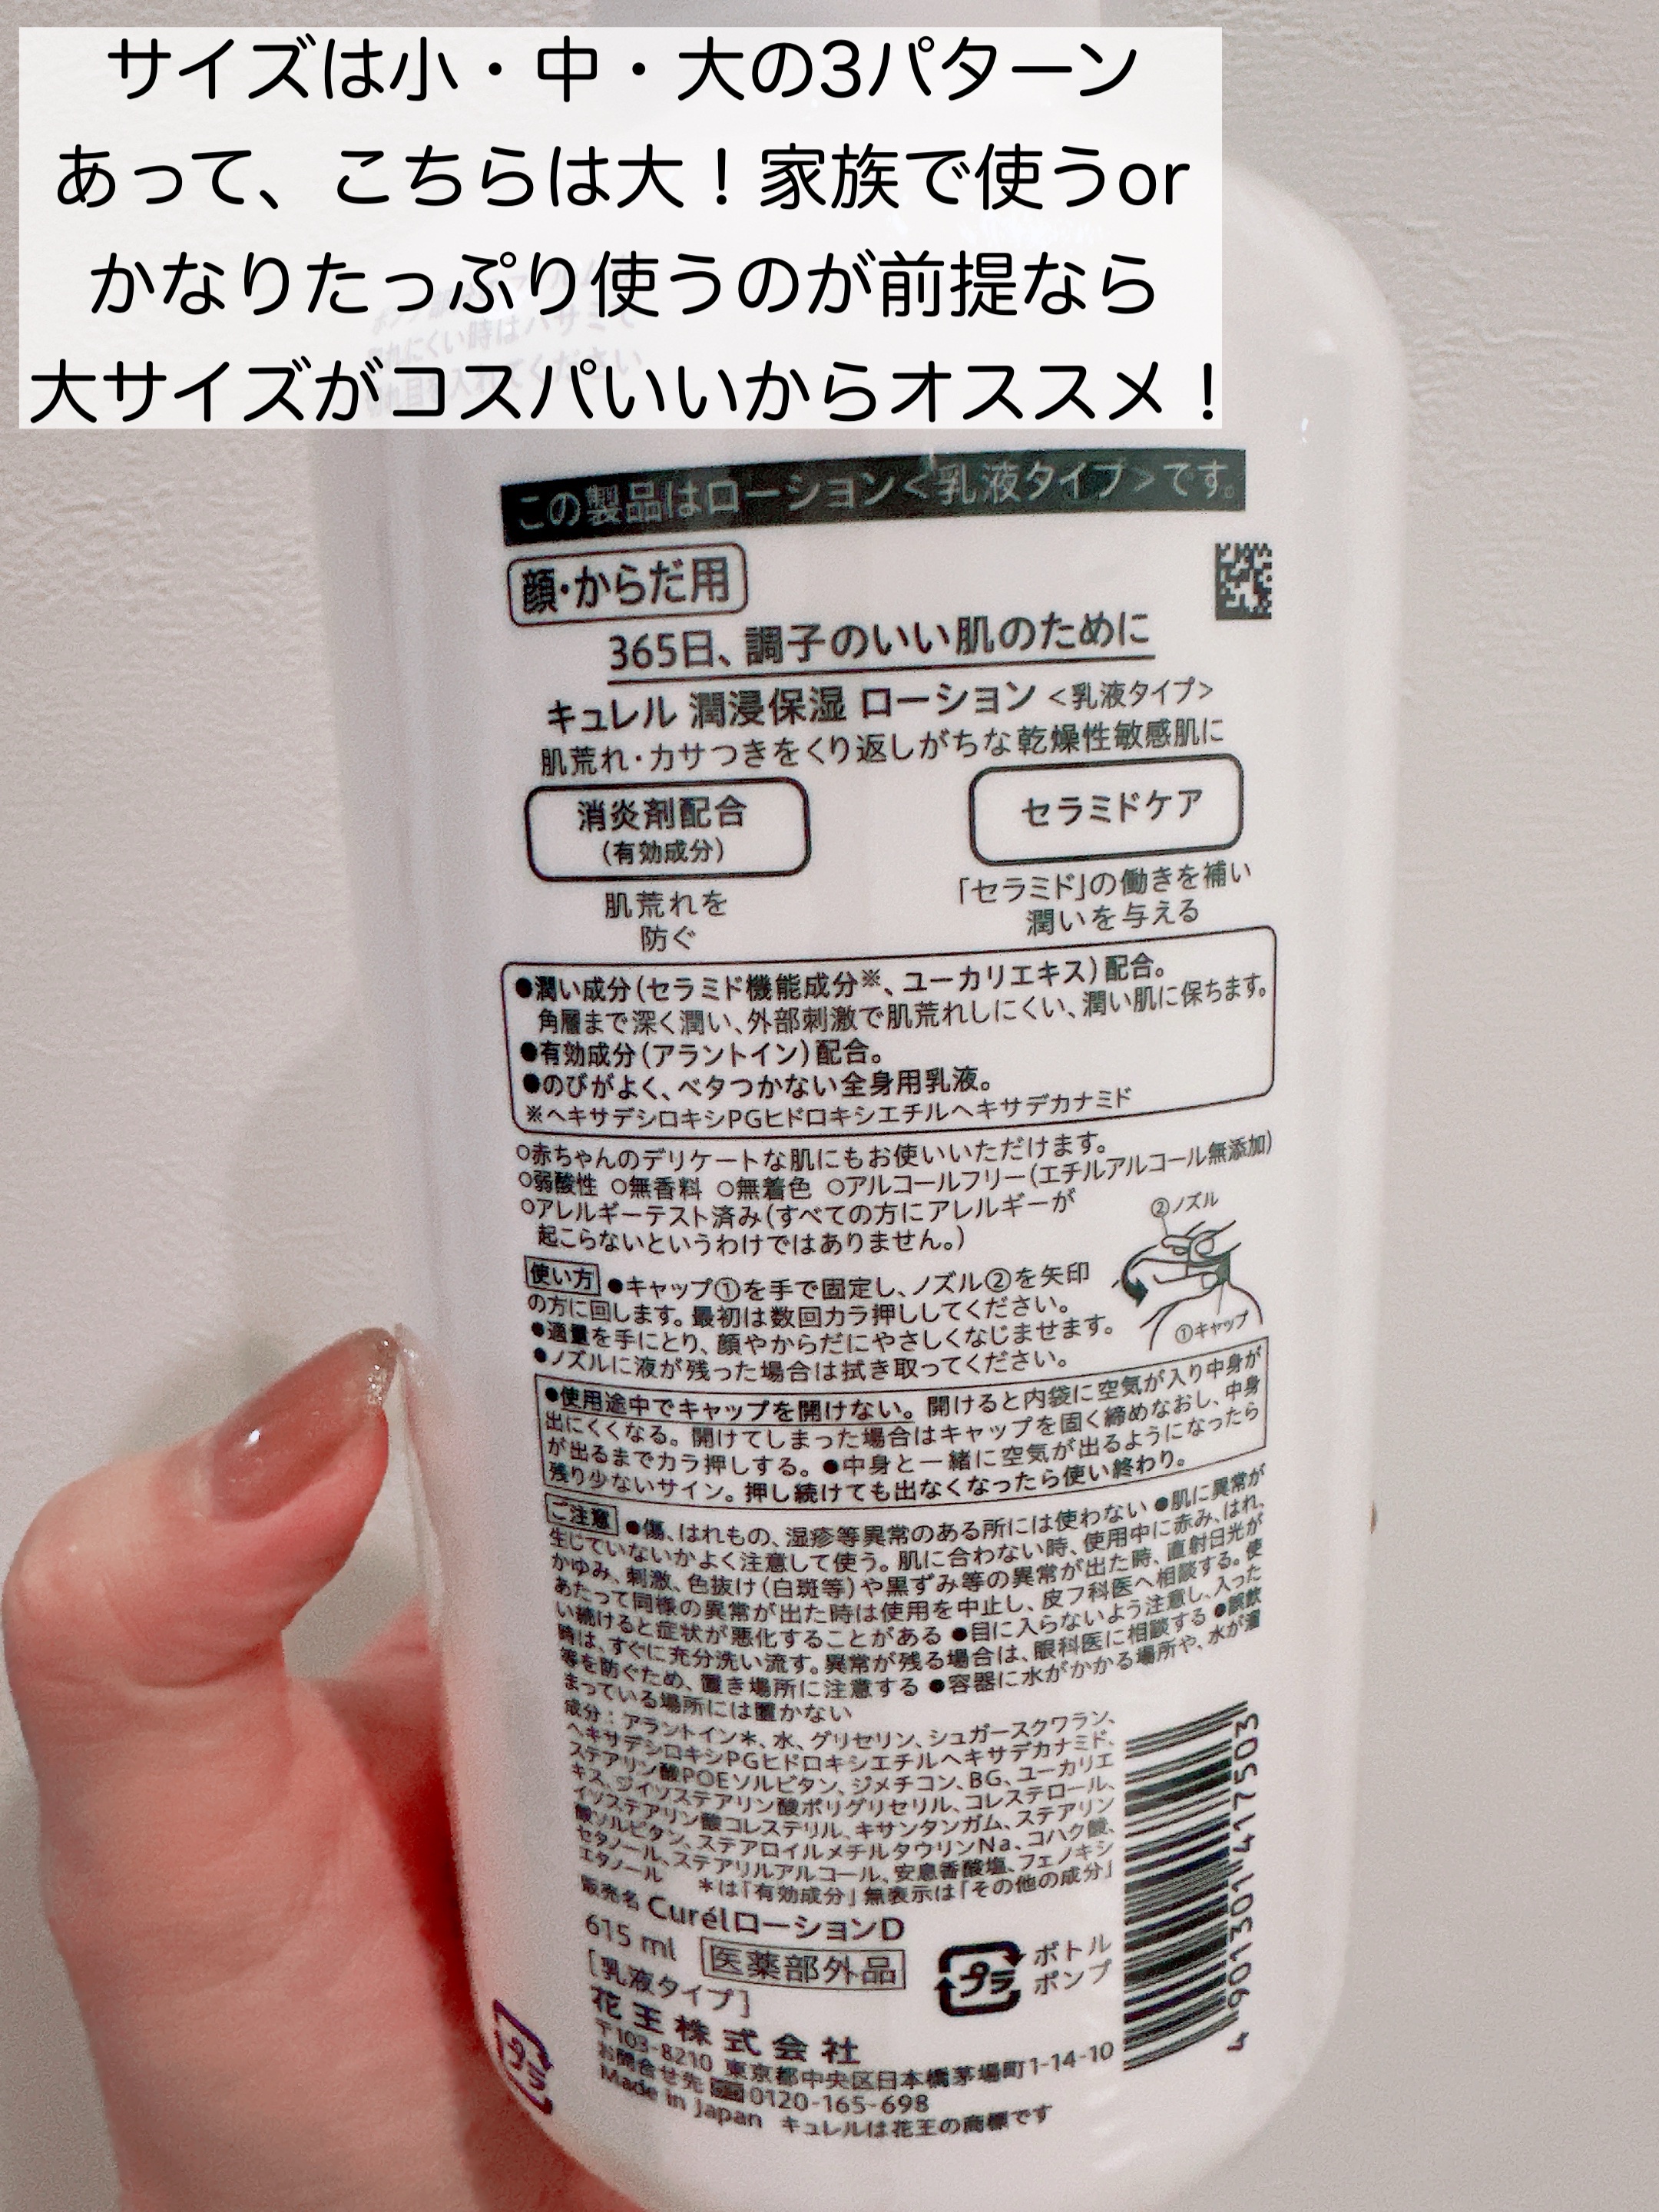 サイズは小・中・大の3パターン
あって、こちらは大！家族で使うor
かなりたっぷり使うのが前提なら
大サイズがコスパいいからオススメ！
この製品はローション<乳液タイプ>です。
顔・からだ用
365日、調子のいい肌のために
キュレル 潤浸保湿 ローション <乳液タイプ>
肌荒れ・カサつきをくり返しがちな乾燥性敏感肌に
消炎剤配合
(有効成分)
肌荒れを
防ぐ
セラミドケア
「セラミド」の働きを補い
潤いを与える
●潤い成分(セラミド機能成分※、ユーカリエキス)配合。
角層まで深く潤い、外部刺激で肌荒れしにくい、潤い肌に保ちます。
●有効成分(アラントイン)配合。
●のびがよく、ベタつかない全身用乳液。
※ヘキサデシロキシPGヒドロキシエチルヘキサデカナミド
○赤ちゃんのデリケートな肌にもお使いいただけます。
○弱酸性 ○無香料 ○無着色 ○アルコールフリー(エチルアルコール無添加)
○アレルギーテスト済み(すべての方にアレルギーが
起こらないというわけではありません。)
②ノズル
①キャップ
使い方 ●キャップ①を手で固定し、ノズル②を矢印
の方に回します。最初は数回カラ押ししてください。
●適量を手にとり、顔やからだにやさしくなじませます。
●ノズルに液が残った場合は拭き取ってください。
●使用途中でキャップを開けない。開けると内袋に空気が入り中身が
出にくくなる。開けてしまった場合はキャップを固く締めなおし、中身
が出るまでカラ押しする。●中身と一緒に空気が出るようになったら
残り少ないサイン。押し続けても出なくなったら使い終わり。
ご注意 ●傷、はれもの、湿疹等異常のある所には使わない ●肌に異常が
生じていないかよく注意して使う。肌に合わない時、使用中に赤み、はれ、
かゆみ、刺激、色抜け(白斑等)や黒ずみ等の異常が出た時、直射日光が
あたって同様の異常が出た時は使用を中止し、皮フ科医へ相談する。使
い続けると症状が悪化することがある ●目に入らないよう注意し、入った
時は、すぐに充分洗い流す。異常が残る場合は、眼科医に相談する ●誤飲
等を防ぐため、置き場所に注意する ●容器に水がかかる場所や、水が溜
まっている場所には置かない
成分：アラントイン＊、水、グリセリン、シュガースクワラン、
ヘキサデシロキシPGヒドロキシエチルヘキサデカナミド、
ステアリン酸POEソルビタン、ジメチコン、BG、ユーカリエ
キス、ジイソステアリン酸ポリグリセリル、コレステロール、
イソステアリン酸コレステリル、キサンタンガム、ステアリン
酸ソルビタン、ステアロイルメチルタウリンNa、コハク酸、
セタノール、ステアリルアルコール、安息香酸塩、フェノキシ
エタノール ＊は「有効成分」無表示は「その他の成分」
販売名 CurélローションD
615 ml 医薬部外品
[乳液タイプ]
プラ ボトル
ポンプ
花王株式会社
〒103-8210 東京都中央区日本橋茅場町1-14-10
お問合せ先 0120-165-698
Made in Japan キュレルは花王の商標です
プラ
4 901301 417503